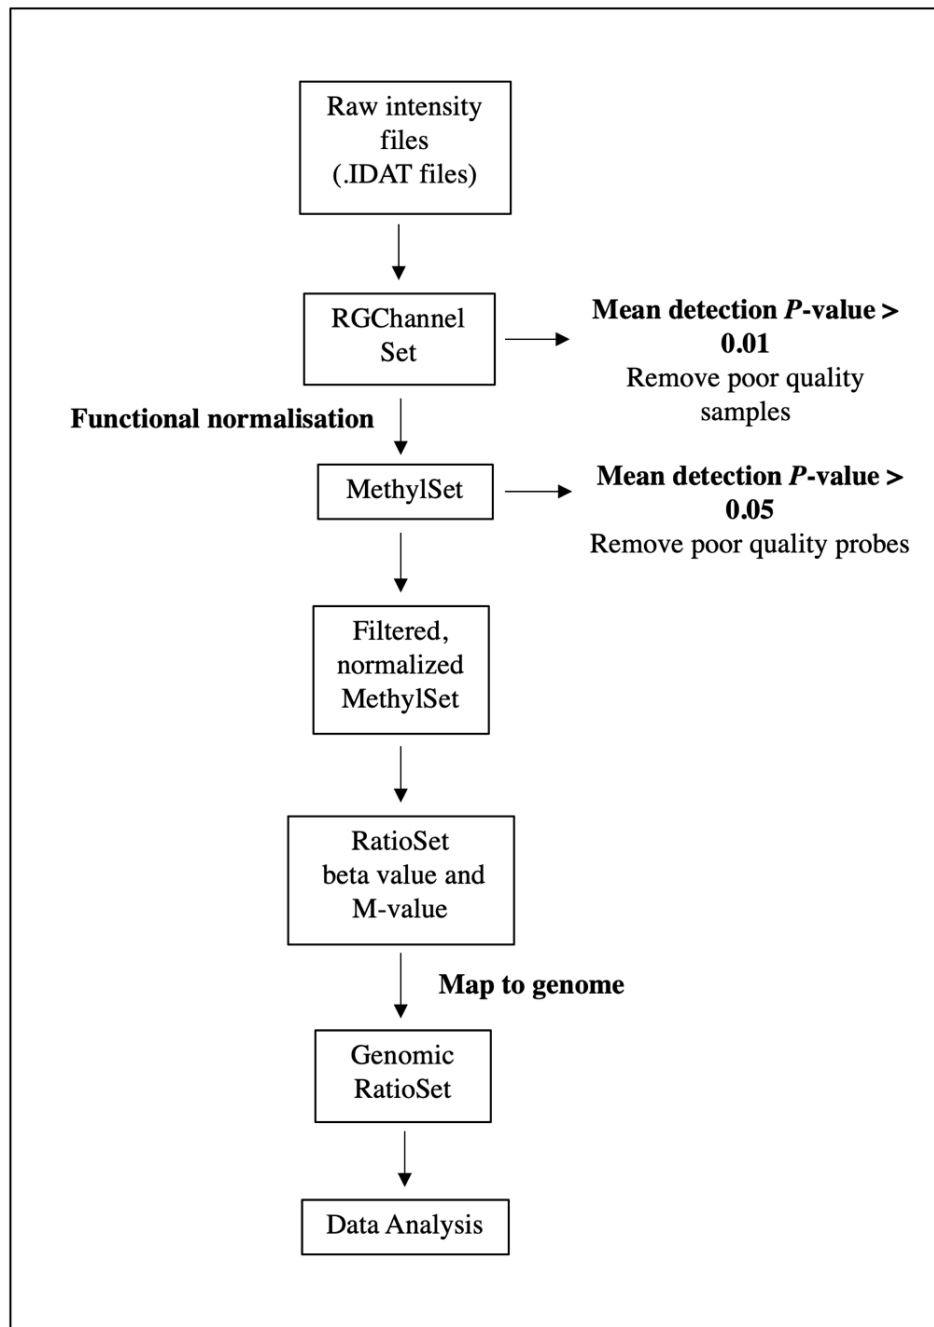 Raw intensity
files
(.IDAT files)
RGChannel
Set
Mean detection P-value >
0.01
Remove poor quality
samples
Functional normalisation
MethylSet
Mean detection P-value >
0.05
Remove poor quality probes
Filtered,
normalized
MethylSet
RatioSet
beta value and
M-value
Map to genome
Genomic
RatioSet
Data Analysis